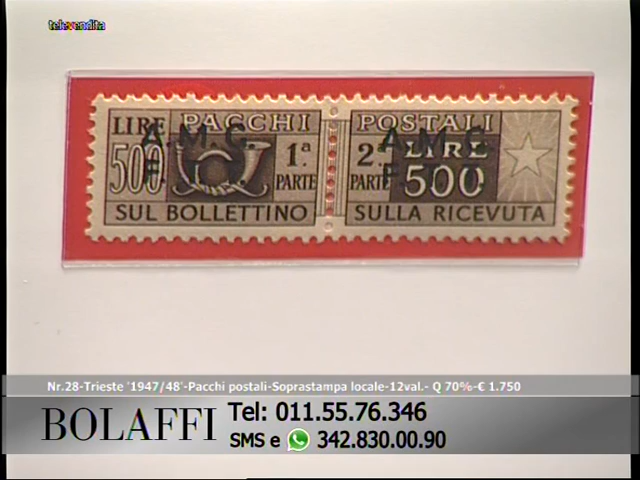 televendita
LIRE PACCHI POSTALI
A.M.C. A.M.C.
500 1ª PARTE 2ª PARTE LIRE 500
F. F.
SUL BOLLETTINO SULLA RICEVUTA
Nr.28-Trieste '1947/48'-Pacchi postali-Soprastampa locale-12val.- Q 70%-€ 1.750
BOLAFFI
Tel: 011.55.76.346
SMS e 342.830.00.90